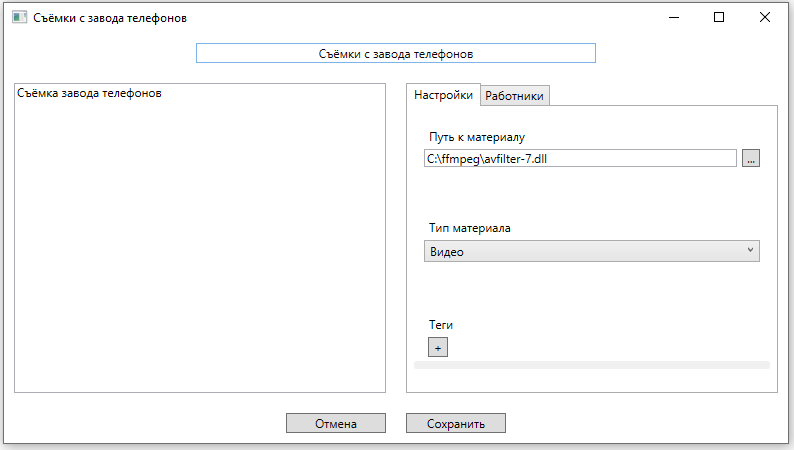 Съёмки с завода телефонов
Съёмки с завода телефонов
Съёмка завода телефонов
Настройки Работники
Путь к материалу
C:\ffmpeg\avfilter-7.dll ...
Тип материала
Видео
Теги
+
Отмена Сохранить